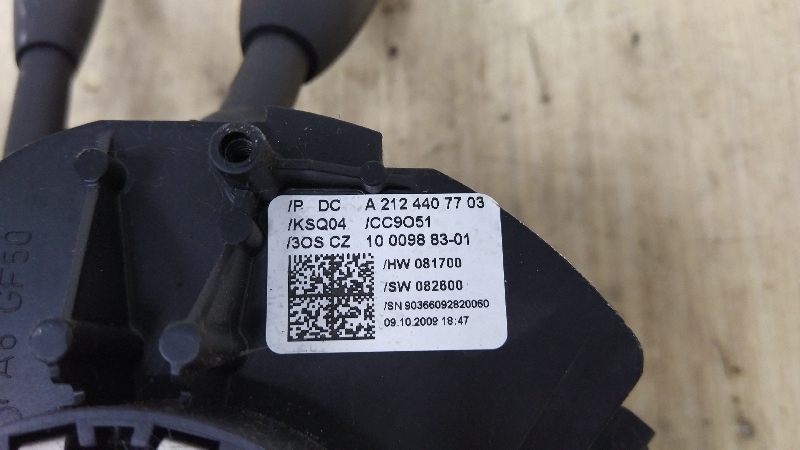 /P DC A 212 440 77 03
/KSQ04 /CC9O51
/3OS CZ 10 0098 83-01
/HW 081700
/SW 082600
/SN 90366092820060
09.10.2009 18:47
GF50